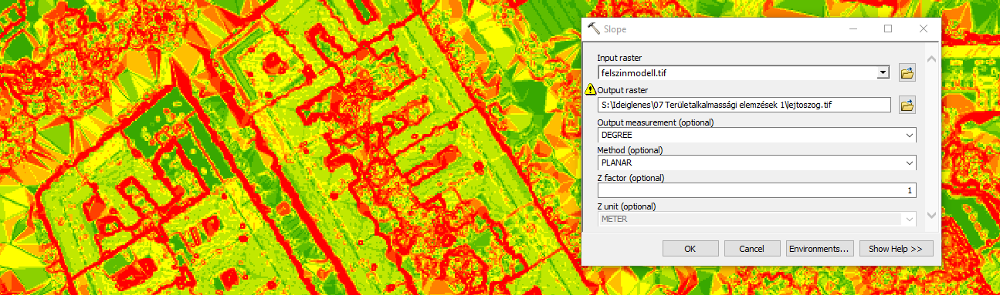 Slope
Input raster
felszinmodell.tif
Output raster
S:\Ideiglenes\07 Területalkalmassági elemzések 1\lejtoszog.tif
Output measurement (optional)
DEGREE
Method (optional)
PLANAR
Z factor (optional)
1
Z unit (optional)
METER
OK Cancel Environments... Show Help >>